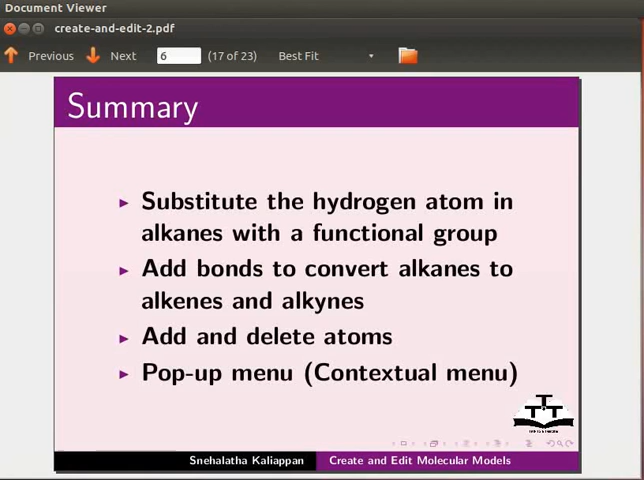 Document Viewer
create-and-edit-2.pdf
Previous Next 6 (17 of 23) Best Fit
Summary
Substitute the hydrogen atom in
alkanes with a functional group
Add bonds to convert alkanes to
alkenes and alkynes
Add and delete atoms
Pop-up menu (Contextual menu)
Snehalatha Kaliappan Create and Edit Molecular Models